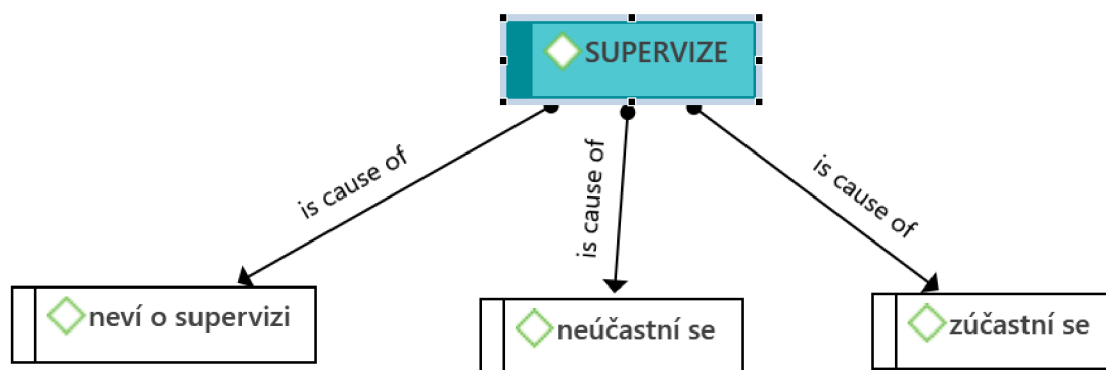 SUPERVIZE
is cause of
is cause of
is cause of
neví o supervizi
neúčastní se
zúčastní se